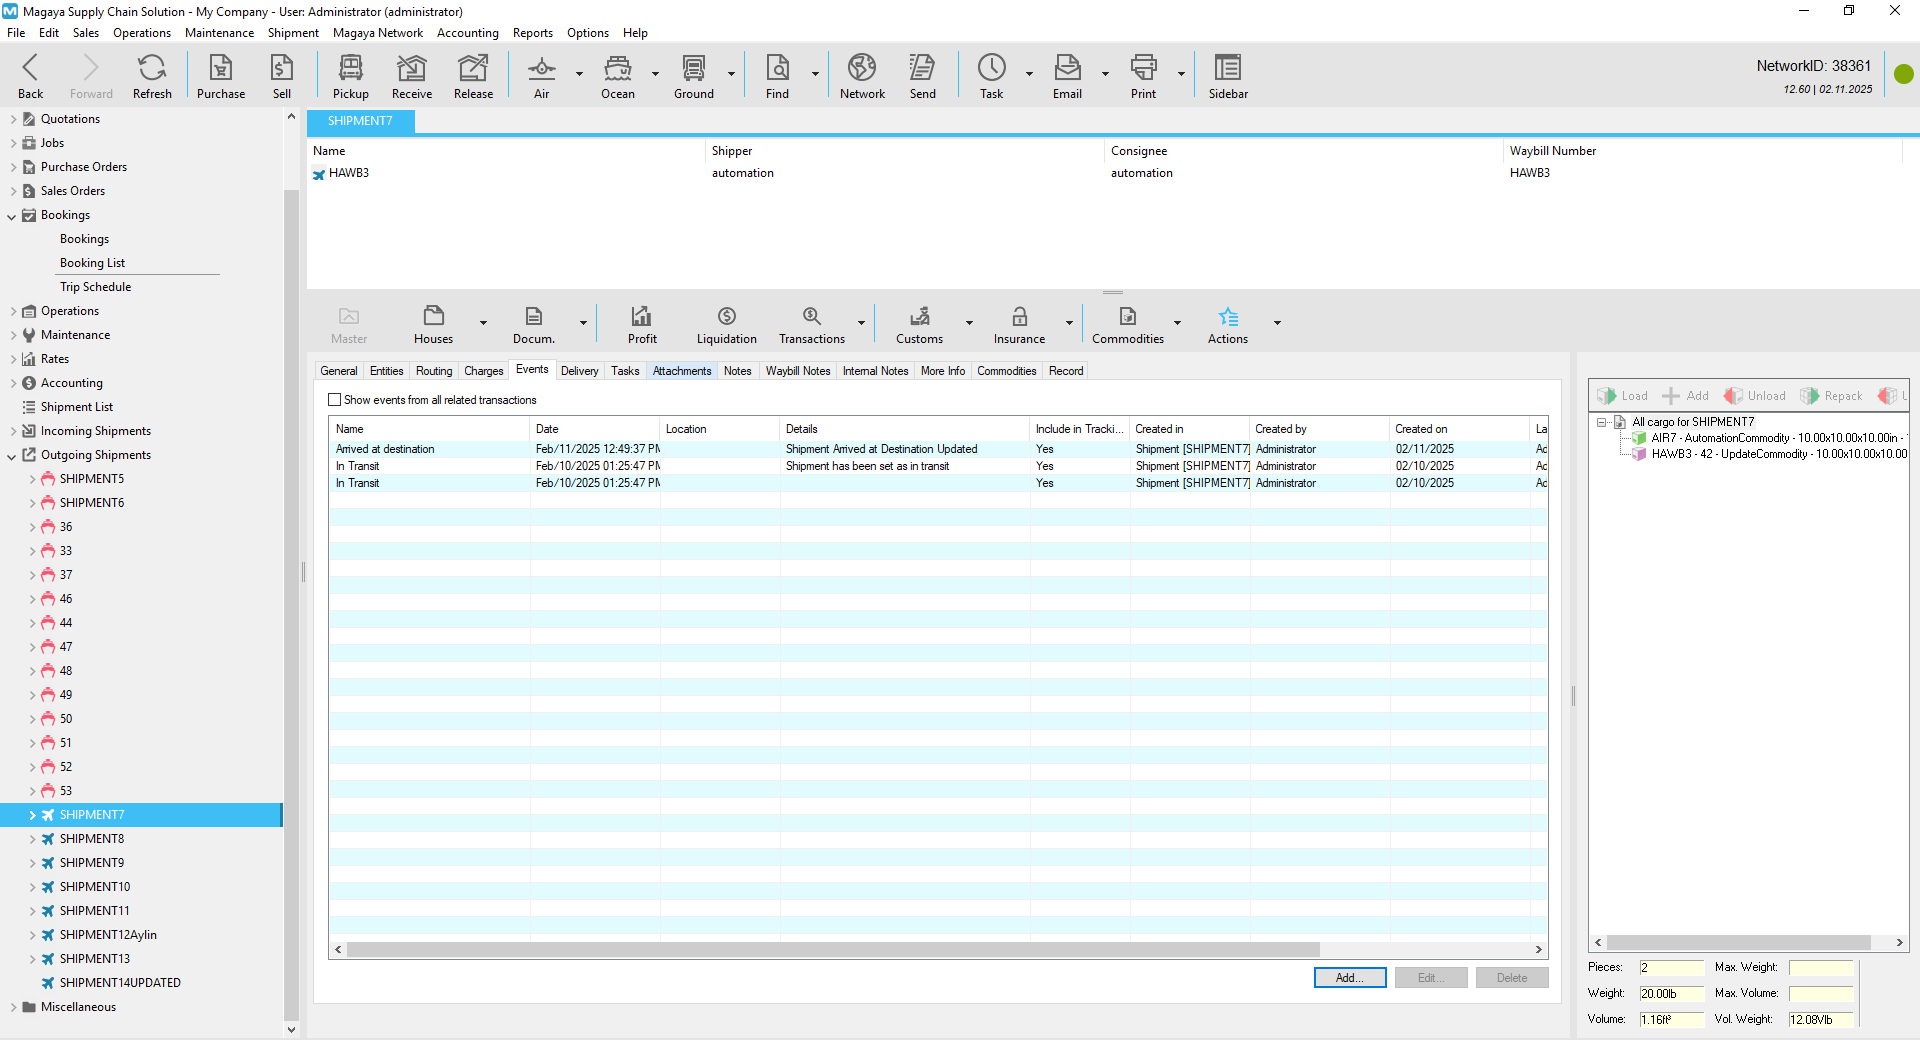 Magaya Supply Chain Solution - My Company - User: Administrator (administrator)
File Edit Sales Operations Maintenance Shipment Magaya Network Accounting Reports Options Help
Back Forward Refresh Purchase Sell Pickup Receive Release Air Ocean Ground Find Network Send Task Email Print Sidebar
NetworkID: 38361
12.60 | 02.11.2025
Quotations
Jobs
Purchase Orders
Sales Orders
Bookings
Bookings
Booking List
Trip Schedule
Operations
Maintenance
Rates
Accounting
Shipment List
Incoming Shipments
Outgoing Shipments
SHIPMENT5
SHIPMENT6
36
33
37
46
44
47
48
49
50
51
52
53
SHIPMENT7
SHIPMENT8
SHIPMENT9
SHIPMENT10
SHIPMENT11
SHIPMENT12Aylin
SHIPMENT13
SHIPMENT14UPDATED
Miscellaneous
SHIPMENT7
Name Shipper Consignee Waybill Number
HAWB3 automation automation HAWB3
Master Houses Docum. Profit Liquidation Transactions Customs Insurance Commodities Actions
General Entities Routing Charges Events Delivery Tasks Attachments Notes Waybill Notes Internal Notes More Info Commodities Record
Show events from all related transactions
Name Date Location Details Include in Tracki... Created in Created by Created on La
Arrived at destination Feb/11/2025 12:49:37 PM Shipment Arrived at Destination Updated Yes Shipment [SHIPMENT7] Administrator 02/11/2025 Ad
In Transit Feb/10/2025 01:25:47 PM Shipment has been set as in transit Yes Shipment [SHIPMENT7] Administrator 02/10/2025 Ad
In Transit Feb/10/2025 01:25:47 PM Yes Shipment [SHIPMENT7] Administrator 02/10/2025 Ad
Add... Edit... Delete
Load Add Unload Repack U
All cargo for SHIPMENT7
AIR7 - AutomationCommodity - 10.00x10.00x10.00in -
HAWB3 - 42 - UpdateCommodity - 10.00x10.00x10.00
Pieces: 2 Max. Weight:
Weight: 20.00lb Max. Volume:
Volume: 1.16ft³ Vol. Weight: 12.08Vlb